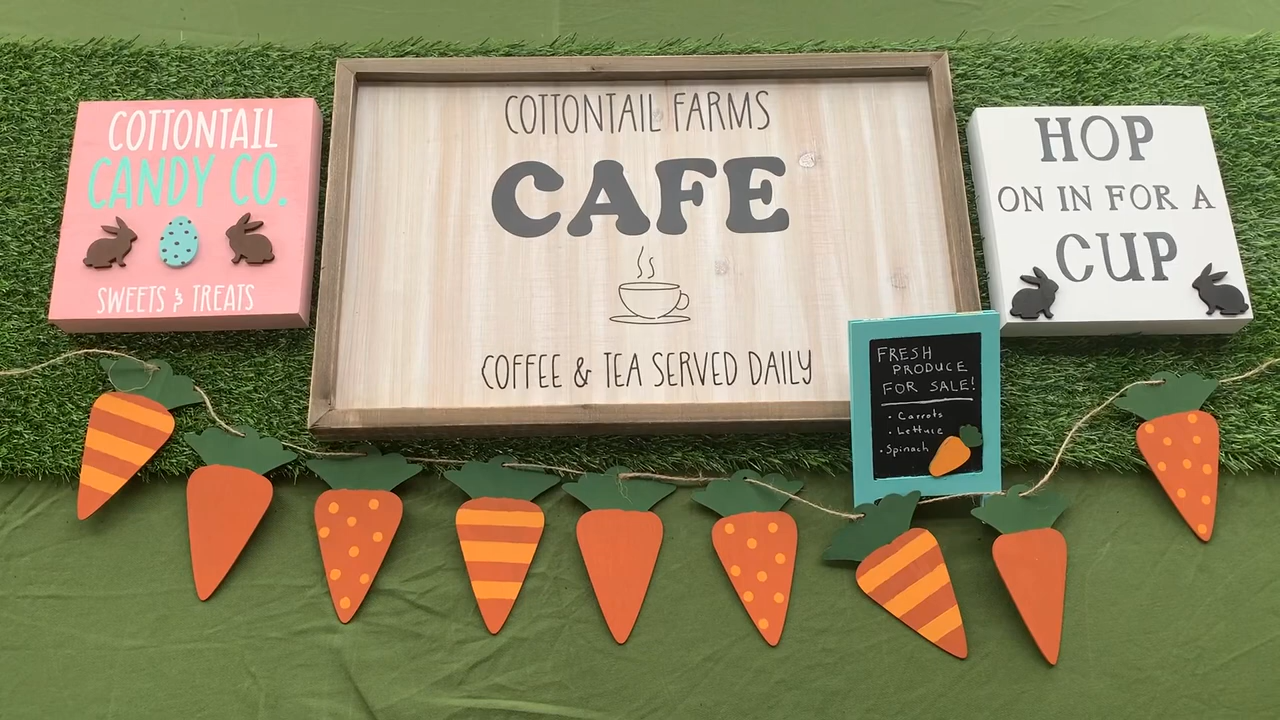 COTTONTAIL
CANDY CO.
SWEETS & TREATS
COTTONTAIL FARMS
CAFE
COFFEE & TEA SERVED DAILY
HOP
ON IN FOR A
CUP
FRESH
PRODUCE
FOR SALE!
• Carrots
• Lettuce
• Spinach